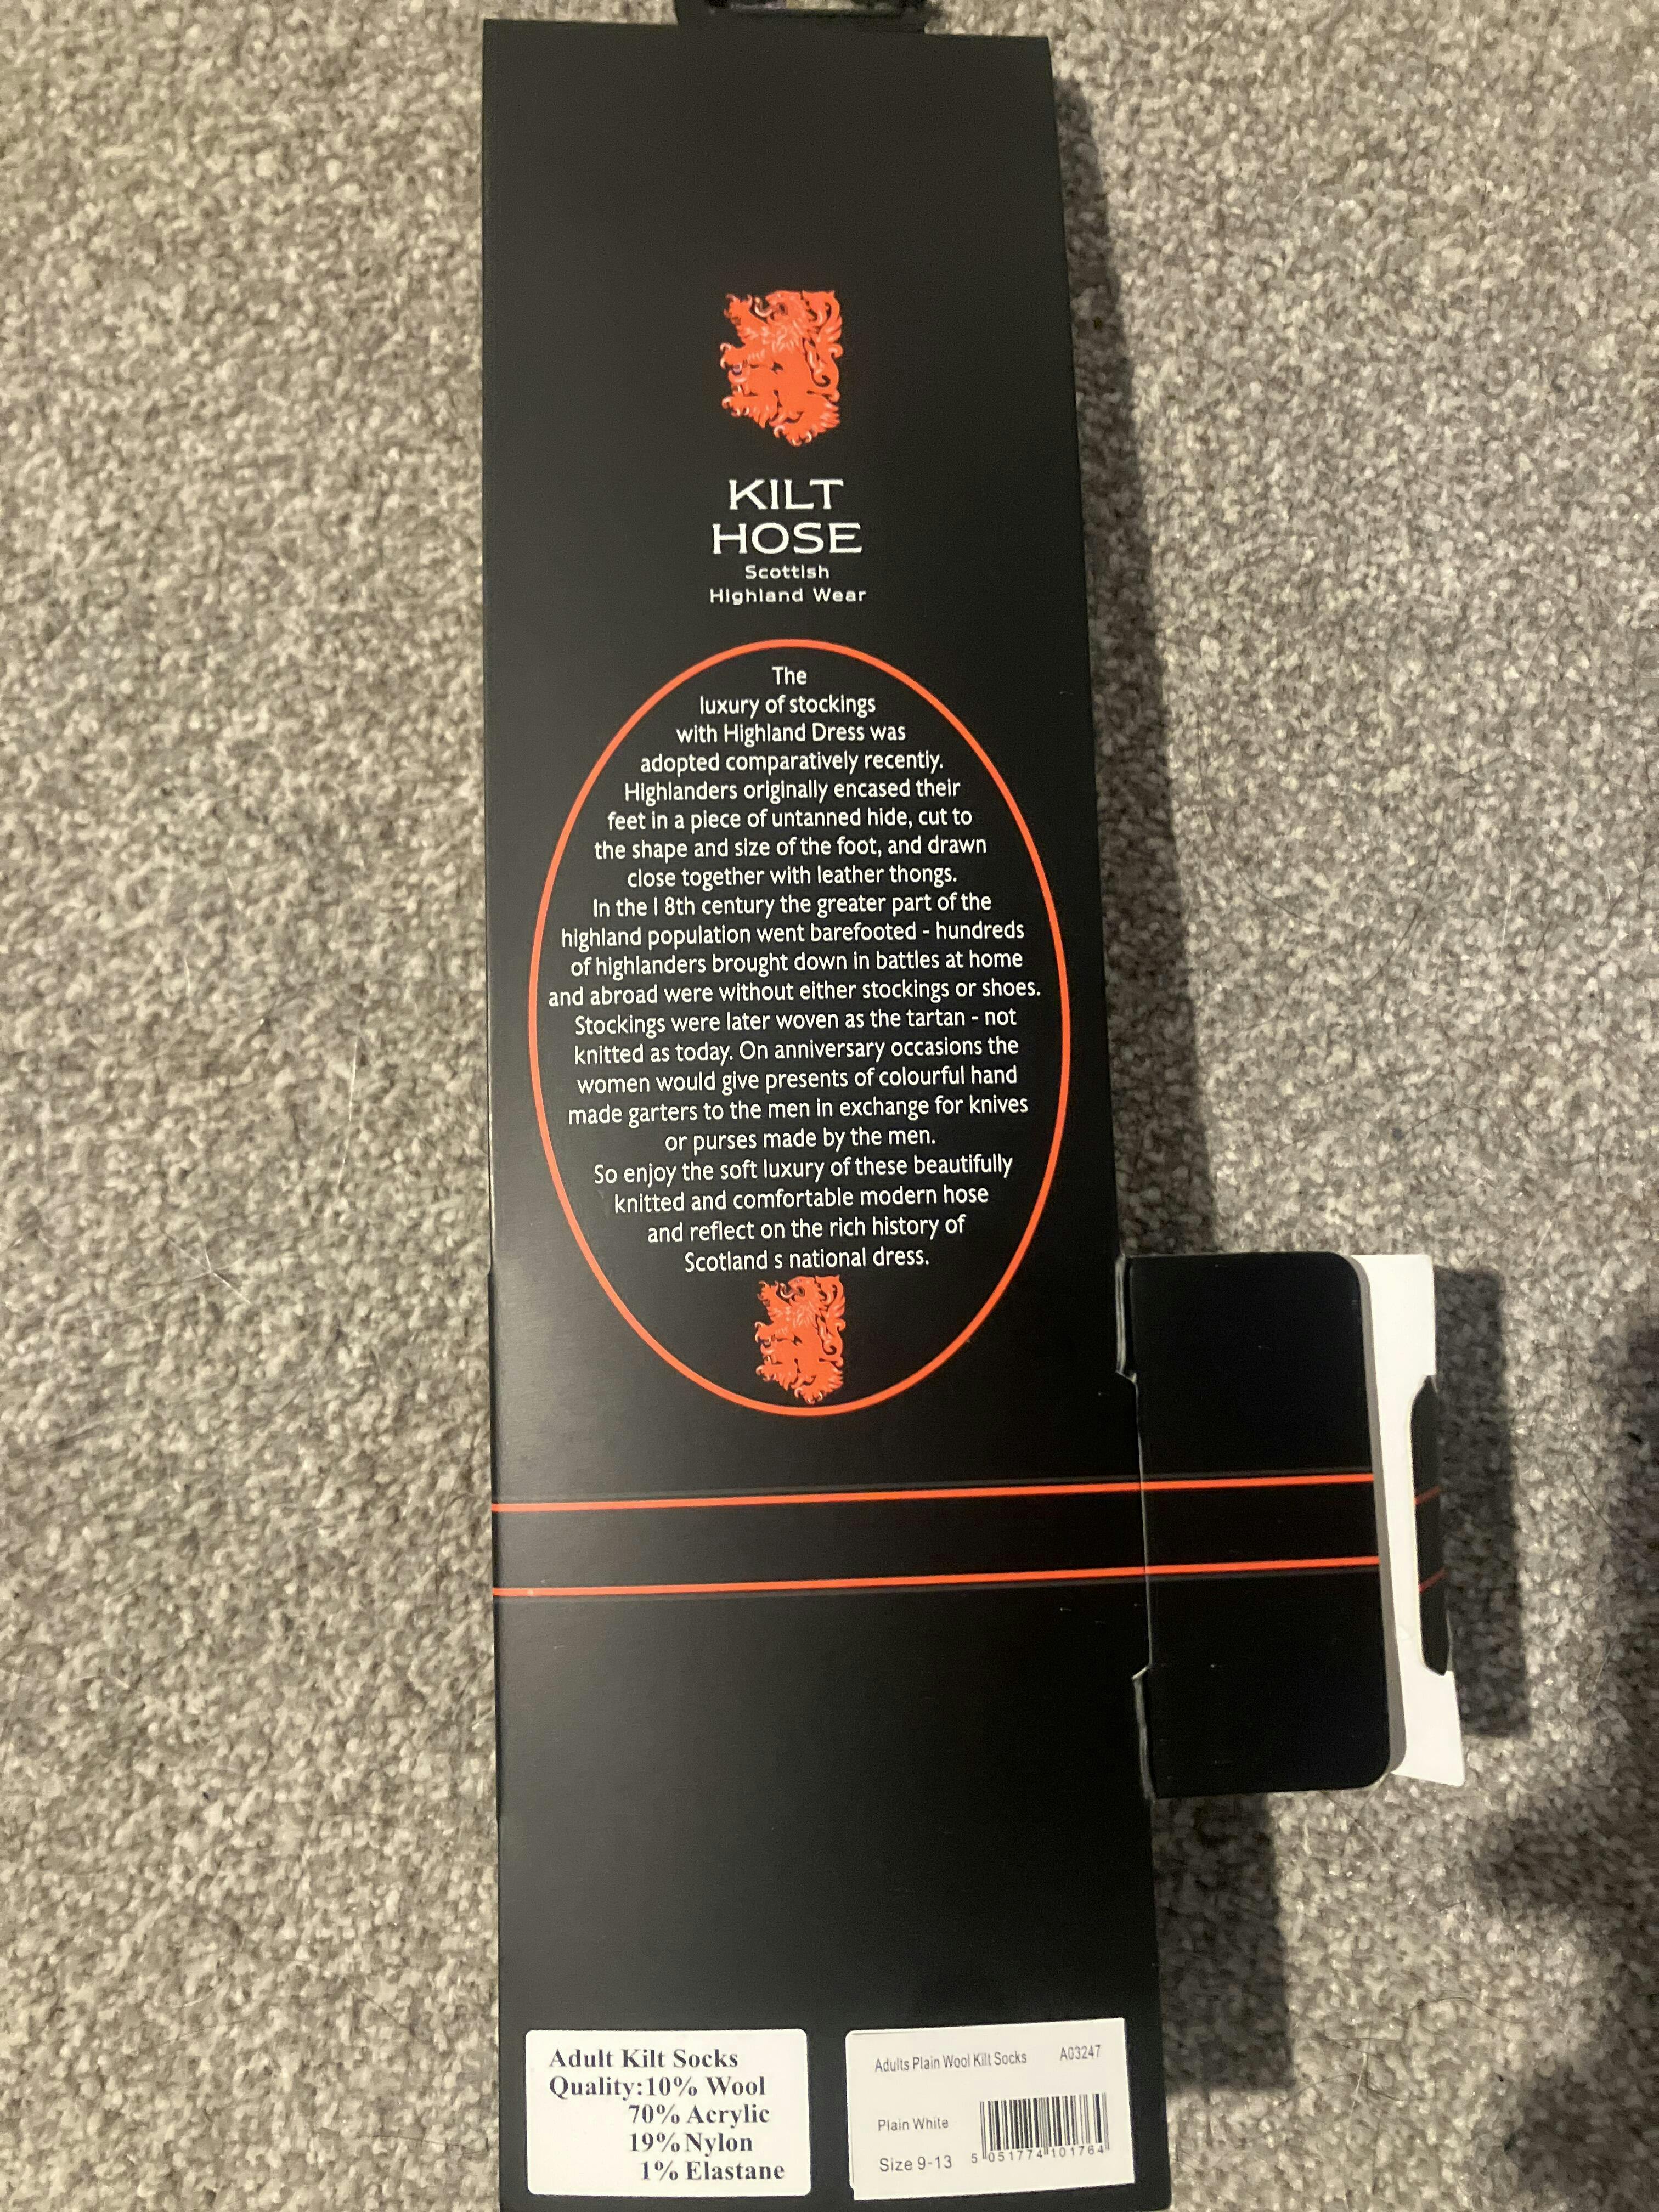 KILT
HOSE
Scottish
Highland Wear
The
luxury of stockings
with Highland Dress was
adopted comparatively recently.
Highlanders originally encased their
feet in a piece of untanned hide, cut to
the shape and size of the foot, and drawn
close together with leather thongs.
In the I 8th century the greater part of the
highland population went barefooted - hundreds
of highlanders brought down in battles at home
and abroad were without either stockings or shoes.
Stockings were later woven as the tartan - not
knitted as today. On anniversary occasions the
women would give presents of colourful hand
made garters to the men in exchange for knives
or purses made by the men.
So enjoy the soft luxury of these beautifully
knitted and comfortable modern hose
and reflect on the rich history of
Scotland s national dress.
Adult Kilt Socks
Quality:10% Wool
70% Acrylic
19% Nylon
1% Elastane
Adults Plain Wool Kilt Socks A03247
Plain White
Size 9-13
5 051774 101764